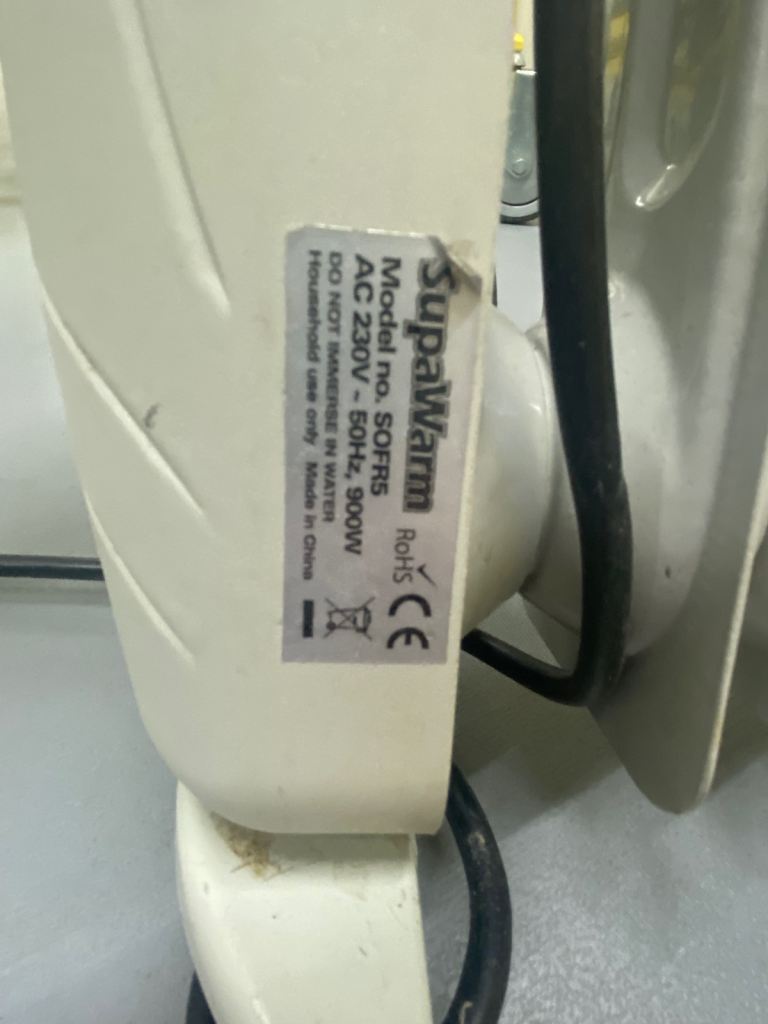 SupaWarm
RoHS CE
Model no. SOFR5
AC 230V ~ 50Hz, 900W
DO NOT IMMERSE IN WATER
Household use only Made in China